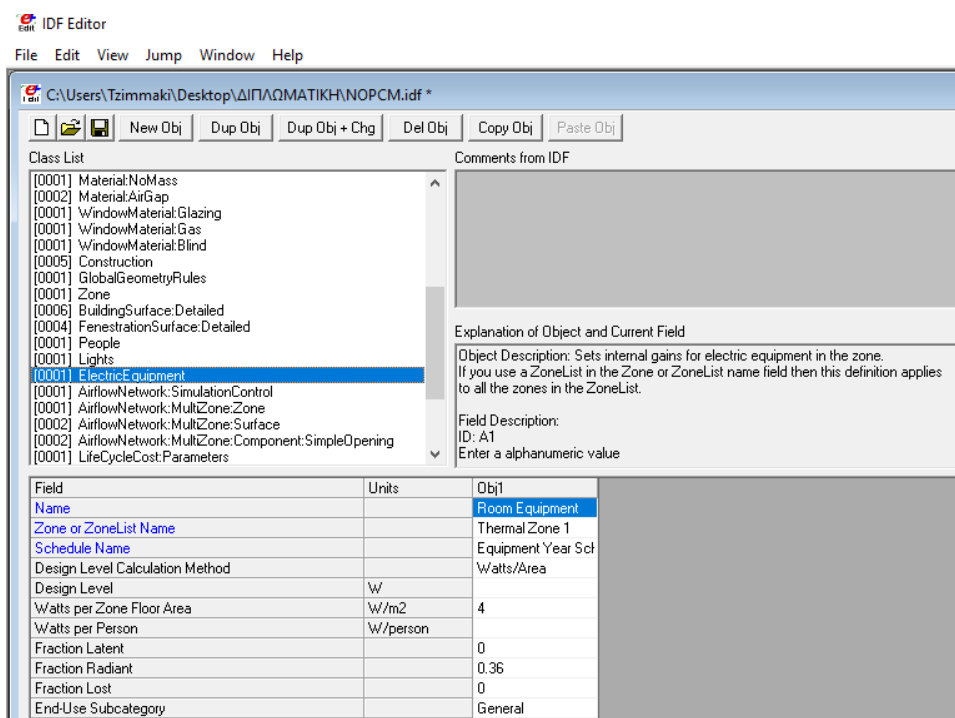 IDF Editor
File Edit View Jump Window Help
C:\Users\Tzimmaki\Desktop\ΔΙΠΛΩΜΑΤΙΚΗ\NOPCM.idf *
New Obj Dup Obj Dup Obj + Chg Del Obj Copy Obj Paste Obj
Class List
[0001] Material:NoMass
[0002] Material:AirGap
[0001] WindowMaterial:Glazing
[0001] WindowMaterial:Gas
[0001] WindowMaterial:Blind
[0005] Construction
[0001] GlobalGeometryRules
[0001] Zone
[0006] BuildingSurface:Detailed
[0004] FenestrationSurface:Detailed
[0001] People
[0001] Lights
[0001] ElectricEquipment
[0001] AirflowNetwork:SimulationControl
[0001] AirflowNetwork:MultiZone:Zone
[0002] AirflowNetwork:MultiZone:Surface
[0002] AirflowNetwork:MultiZone:Component:SimpleOpening
[0001] LifeCycleCost:Parameters
Comments from IDF
Explanation of Object and Current Field
Object Description: Sets internal gains for electric equipment in the zone.
If you use a ZoneList in the Zone or ZoneList name field then this definition applies
to all the zones in the ZoneList.
Field Description:
ID: A1
Enter a alphanumeric value
Field Units Obj1
Name Room Equipment
Zone or ZoneList Name Thermal Zone 1
Schedule Name Equipment Year Sch
Design Level Calculation Method Watts/Area
Design Level W
Watts per Zone Floor Area W/m2 4
Watts per Person W/person
Fraction Latent 0
Fraction Radiant 0.36
Fraction Lost 0
End-Use Subcategory General